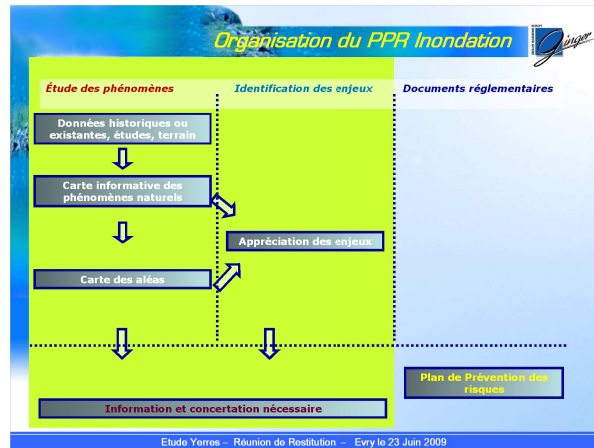 Organisation du PPR Inondation
Ginger
Étude des phénomènes
Identification des enjeux
Documents réglementaires
Données historiques ou
existantes, études, terrain
Carte informative des
phénomènes naturels
Appréciation des enjeux
Carte des aléas
Plan de Prévention des
risques
Information et concertation nécessaire
Etude Yerres – Réunion de Restitution – Evry le 23 Juin 2009